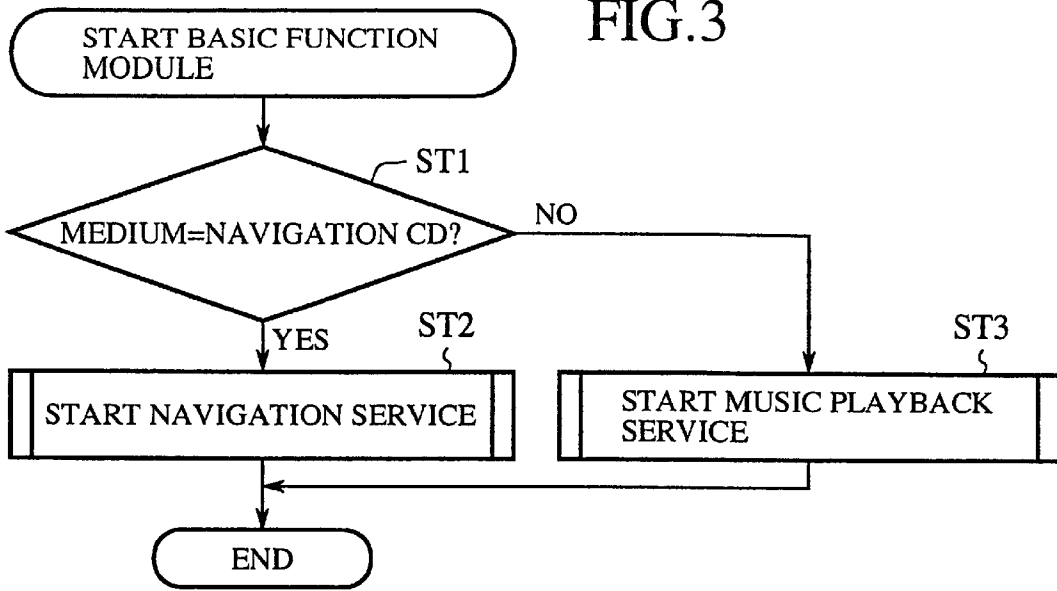 FIG.3
START BASIC FUNCTION
MODULE
ST1
MEDIUM=NAVIGATION CD?
NO
YES
ST2
START NAVIGATION SERVICE
ST3
START MUSIC PLAYBACK
SERVICE
END